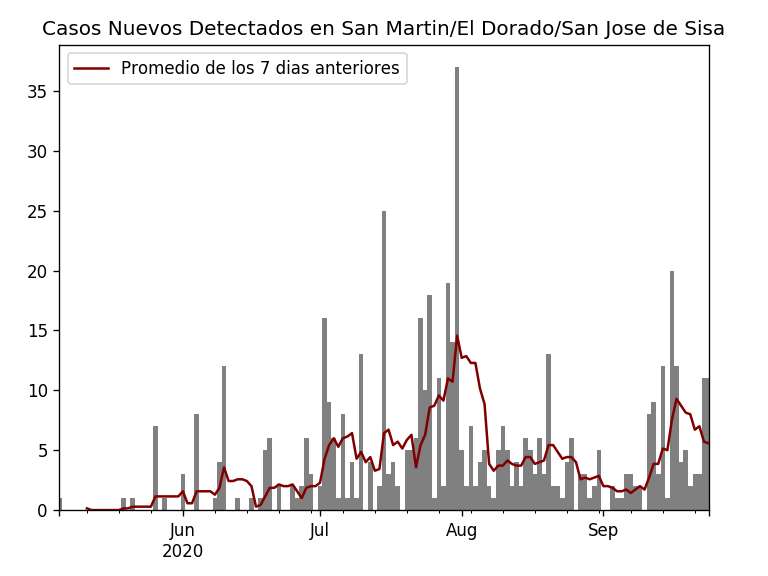 Casos Nuevos Detectados en San Martin/El Dorado/San Jose de Sisa
Promedio de los 7 dias anteriores
35
30
25
20
15
10
5
0
Jun
2020
Jul
Aug
Sep